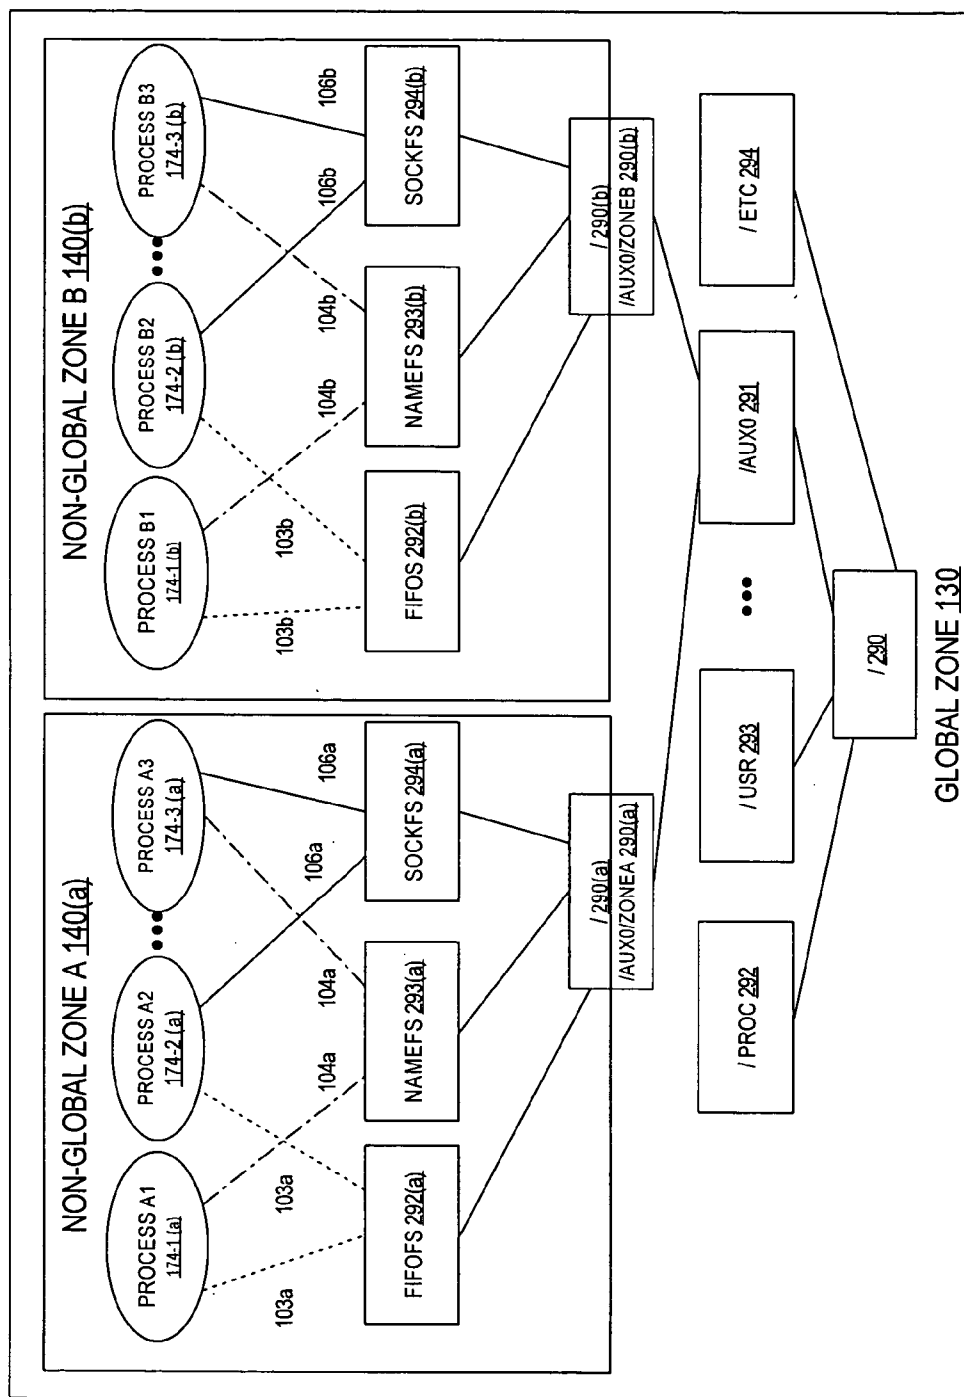 NON-GLOBAL ZONE A 140(a)
PROCESS A1
174-1 (a)
PROCESS A2
174-2 (a)
•••
PROCESS A3
174-3 (a)
103a
103a
104a
104a
106a
106a
FIFOFS 292(a)
NAMEFS 293(a)
SOCKFS 294(a)
/ 290(a)
/AUX0/ZONEA 290(a)
NON-GLOBAL ZONE B 140(b)
PROCESS B1
174-1 (b)
PROCESS B2
174-2 (b)
•••
PROCESS B3
174-3 (b)
103b
103b
104b
104b
106b
106b
FIFOS 292(b)
NAMEFS 293(b)
SOCKFS 294(b)
/ 290(b)
/AUX0/ZONEB 290(b)
/ PROC 292
/ USR 293
•••
/AUX0 291
/ ETC 294
/ 290
GLOBAL ZONE 130